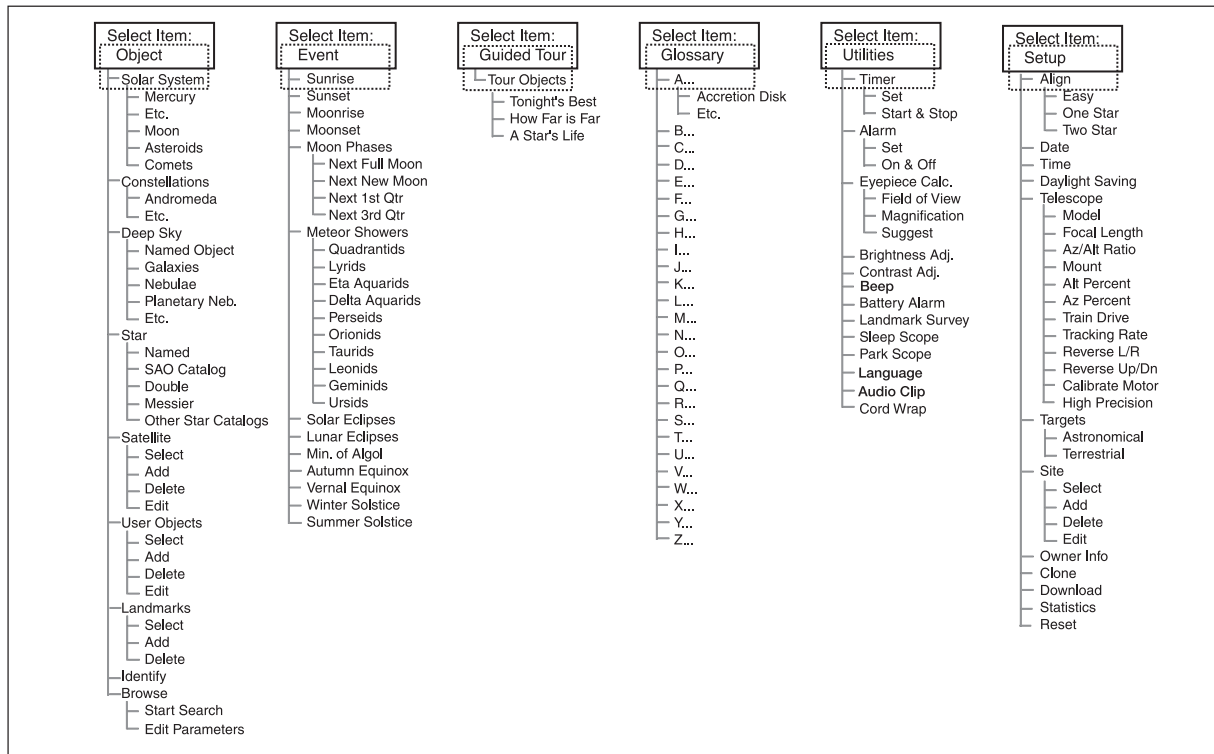 Select Item:
Object
Solar System
Mercury
Etc.
Moon
Asteroids
Comets
Constellations
Andromeda
Etc.
Deep Sky
Named Object
Galaxies
Nebulae
Planetary Neb.
Etc.
Star
Named
SAO Catalog
Double
Messier
Other Star Catalogs
Satellite
Select
Add
Delete
Edit
User Objects
Select
Add
Delete
Edit
Landmarks
Select
Add
Delete
Identify
Browse
Start Search
Edit Parameters
Select Item:
Event
Sunrise
Sunset
Moonrise
Moonset
Moon Phases
Next Full Moon
Next New Moon
Next 1st Qtr
Next 3rd Qtr
Meteor Showers
Quadrantids
Lyrids
Eta Aquarids
Delta Aquarids
Perseids
Orionids
Taurids
Leonids
Geminids
Ursids
Solar Eclipses
Lunar Eclipses
Min. of Algol
Autumn Equinox
Vernal Equinox
Winter Solstice
Summer Solstice
Select Item:
Guided Tour
Tour Objects
Tonight's Best
How Far is Far
A Star's Life
Select Item:
Glossary
A...
Accretion Disk
Etc.
B...
C...
D...
E...
F...
G...
H...
I...
J...
K...
L...
M...
N...
O...
P...
Q...
R...
S...
T...
U...
V...
W...
X...
Y...
Z...
Select Item:
Utilities
Timer
Set
Start & Stop
Alarm
Set
On & Off
Eyepiece Calc.
Field of View
Magnification
Suggest
Brightness Adj.
Contrast Adj.
Beep
Battery Alarm
Landmark Survey
Sleep Scope
Park Scope
Language
Audio Clip
Cord Wrap
Select Item:
Setup
Align
Easy
One Star
Two Star
Date
Time
Daylight Saving
Telescope
Model
Focal Length
Az/Alt Ratio
Mount
Alt Percent
Az Percent
Train Drive
Tracking Rate
Reverse L/R
Reverse Up/Dn
Calibrate Motor
High Precision
Targets
Astronomical
Terrestrial
Site
Select
Add
Delete
Edit
Owner Info
Clone
Download
Statistics
Reset